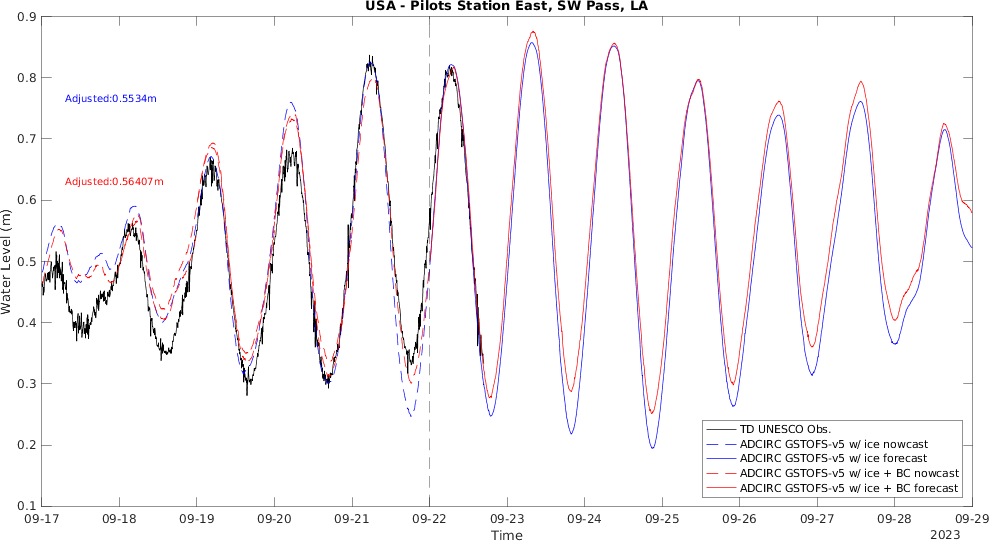 USA - Pilots Station East, SW Pass, LA
0.9
0.8
0.7
0.6
0.5
0.4
0.3
0.2
0.1
Water Level (m)
Adjusted:0.5534m
Adjusted:0.56407m
TD UNESCO Obs.
ADCIRC GSTOFS-v5 w/ ice nowcast
ADCIRC GSTOFS-v5 w/ ice forecast
ADCIRC GSTOFS-v5 w/ ice + BC nowcast
ADCIRC GSTOFS-v5 w/ ice + BC forecast
09-17 09-18 09-19 09-20 09-21 09-22 09-23 09-24 09-25 09-26 09-27 09-28 09-29
Time
2023